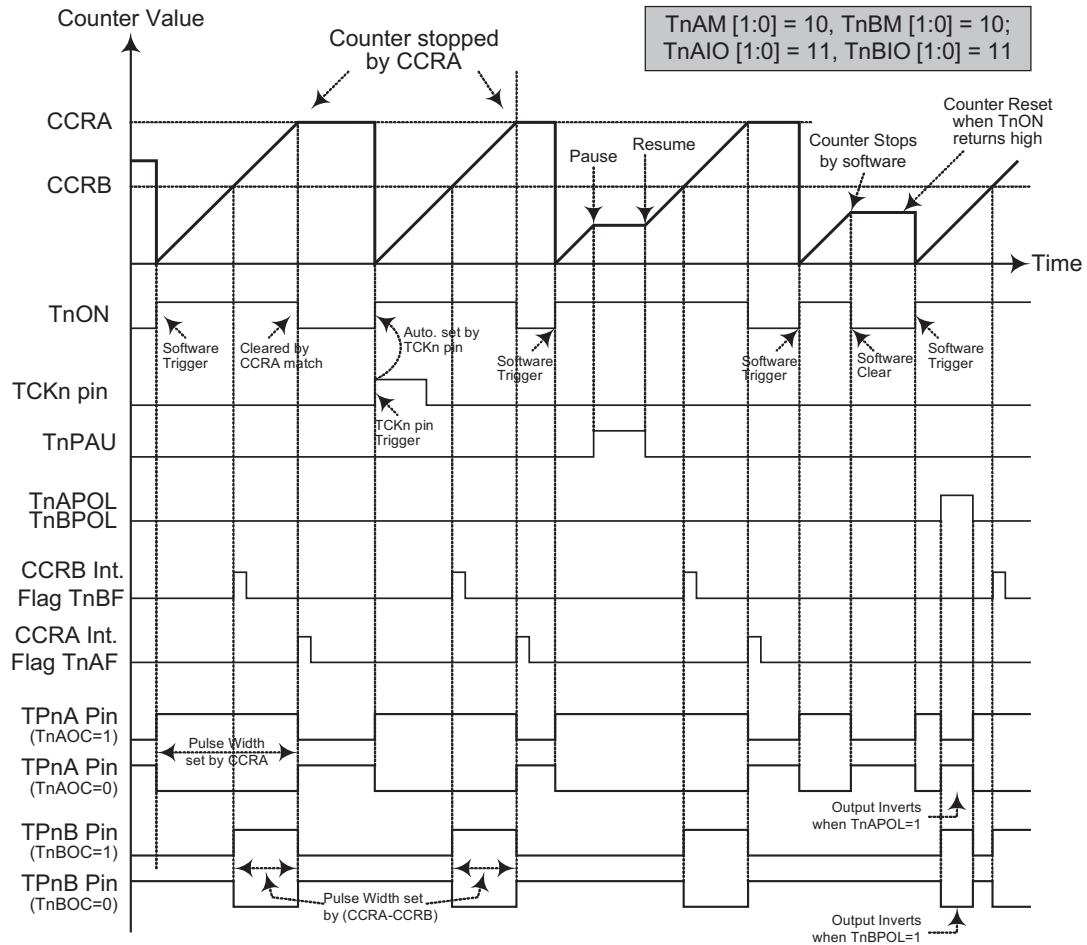 Counter Value
TnAM [1:0] = 10, TnBM [1:0] = 10;
TnAIO [1:0] = 11, TnBIO [1:0] = 11
Counter stopped
by CCRA
Counter Reset
when TnON
returns high
CCRA
Counter Stops
by software
Pause
Resume
CCRB
Time
TnON
Software
Trigger
Cleared by
CCRA match
Auto. set by
TCKn pin
Software
Trigger
Software
Trigger
Software
Clear
Software
Trigger
TCKn pin
TCKn pin
Trigger
TnPAU
TnAPOL
TnBPOL
CCRB Int.
Flag TnBF
CCRA Int.
Flag TnAF
TPnA Pin
(TnAOC=1)
Pulse Width
set by CCRA
TPnA Pin
(TnAOC=0)
Output Inverts
when TnAPOL=1
TPnB Pin
(TnBOC=1)
TPnB Pin
(TnBOC=0)
Pulse Width set
by (CCRA-CCRB)
Output Inverts
when TnBPOL=1